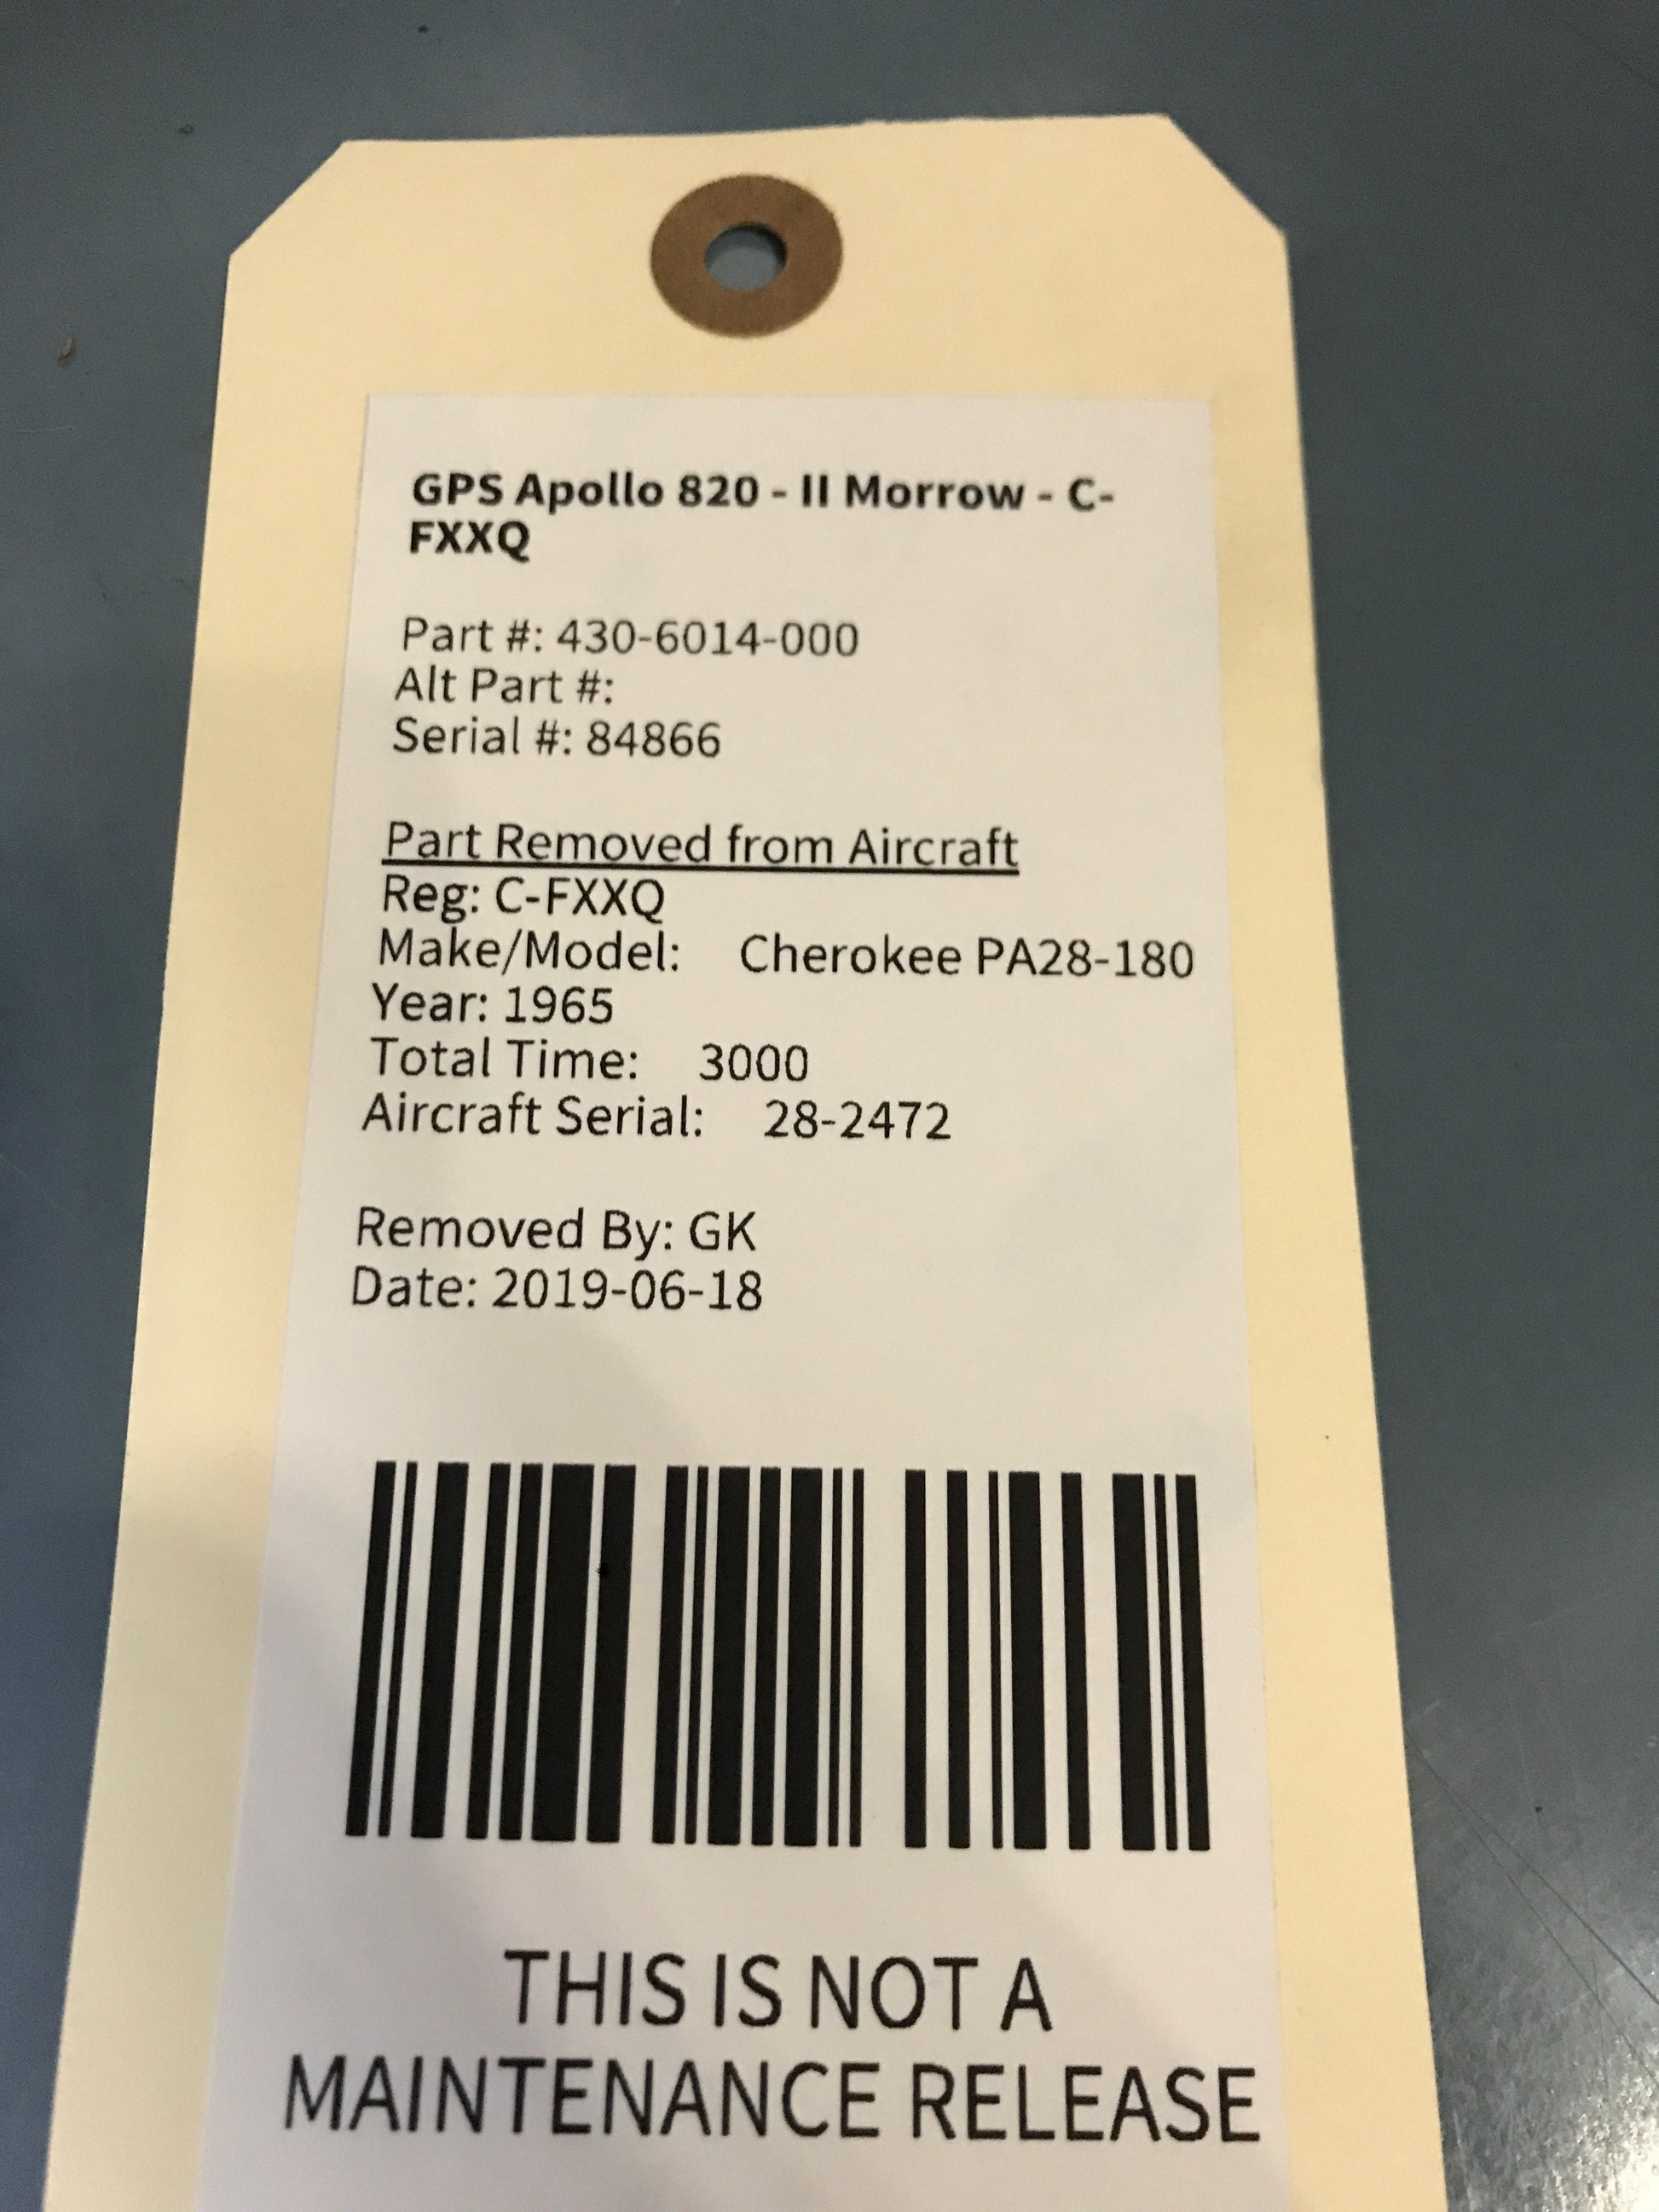 GPS Apollo 820 - II Morrow - C-
FXXQ
Part #: 430-6014-000
Alt Part #:
Serial #: 84866
Part Removed from Aircraft
Reg: C-FXXQ
Make/Model: Cherokee PA28-180
Year: 1965
Total Time: 3000
Aircraft Serial: 28-2472
Removed By: GK
Date: 2019-06-18
THIS IS NOT A
MAINTENANCE RELEASE